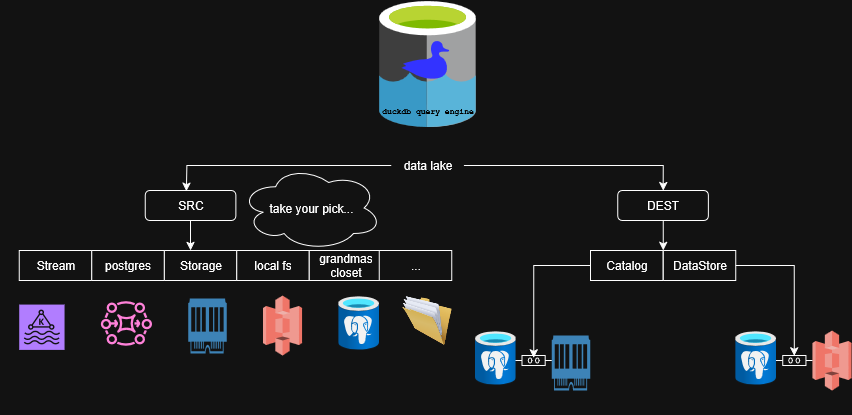 duckdb query engine
data lake
SRC
take your pick...
DEST
Stream
postgres
Storage
local fs
grandmas
closet
...
Catalog
DataStore
K
0 0
0 0